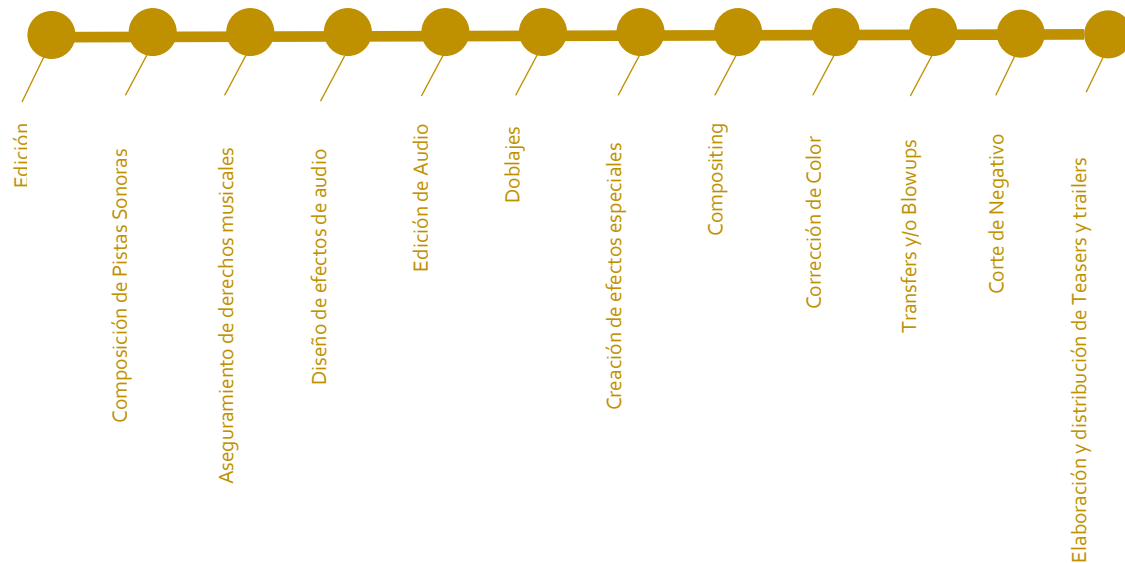 Edición
Composición de Pistas Sonoras
Aseguramiento de derechos musicales
Diseño de efectos de audio
Edición de Audio
Doblajes
Creación de efectos especiales
Compositing
Corrección de Color
Transfers y/o Blowups
Corte de Negativo
Elaboración y distribución de Teasers y trailers